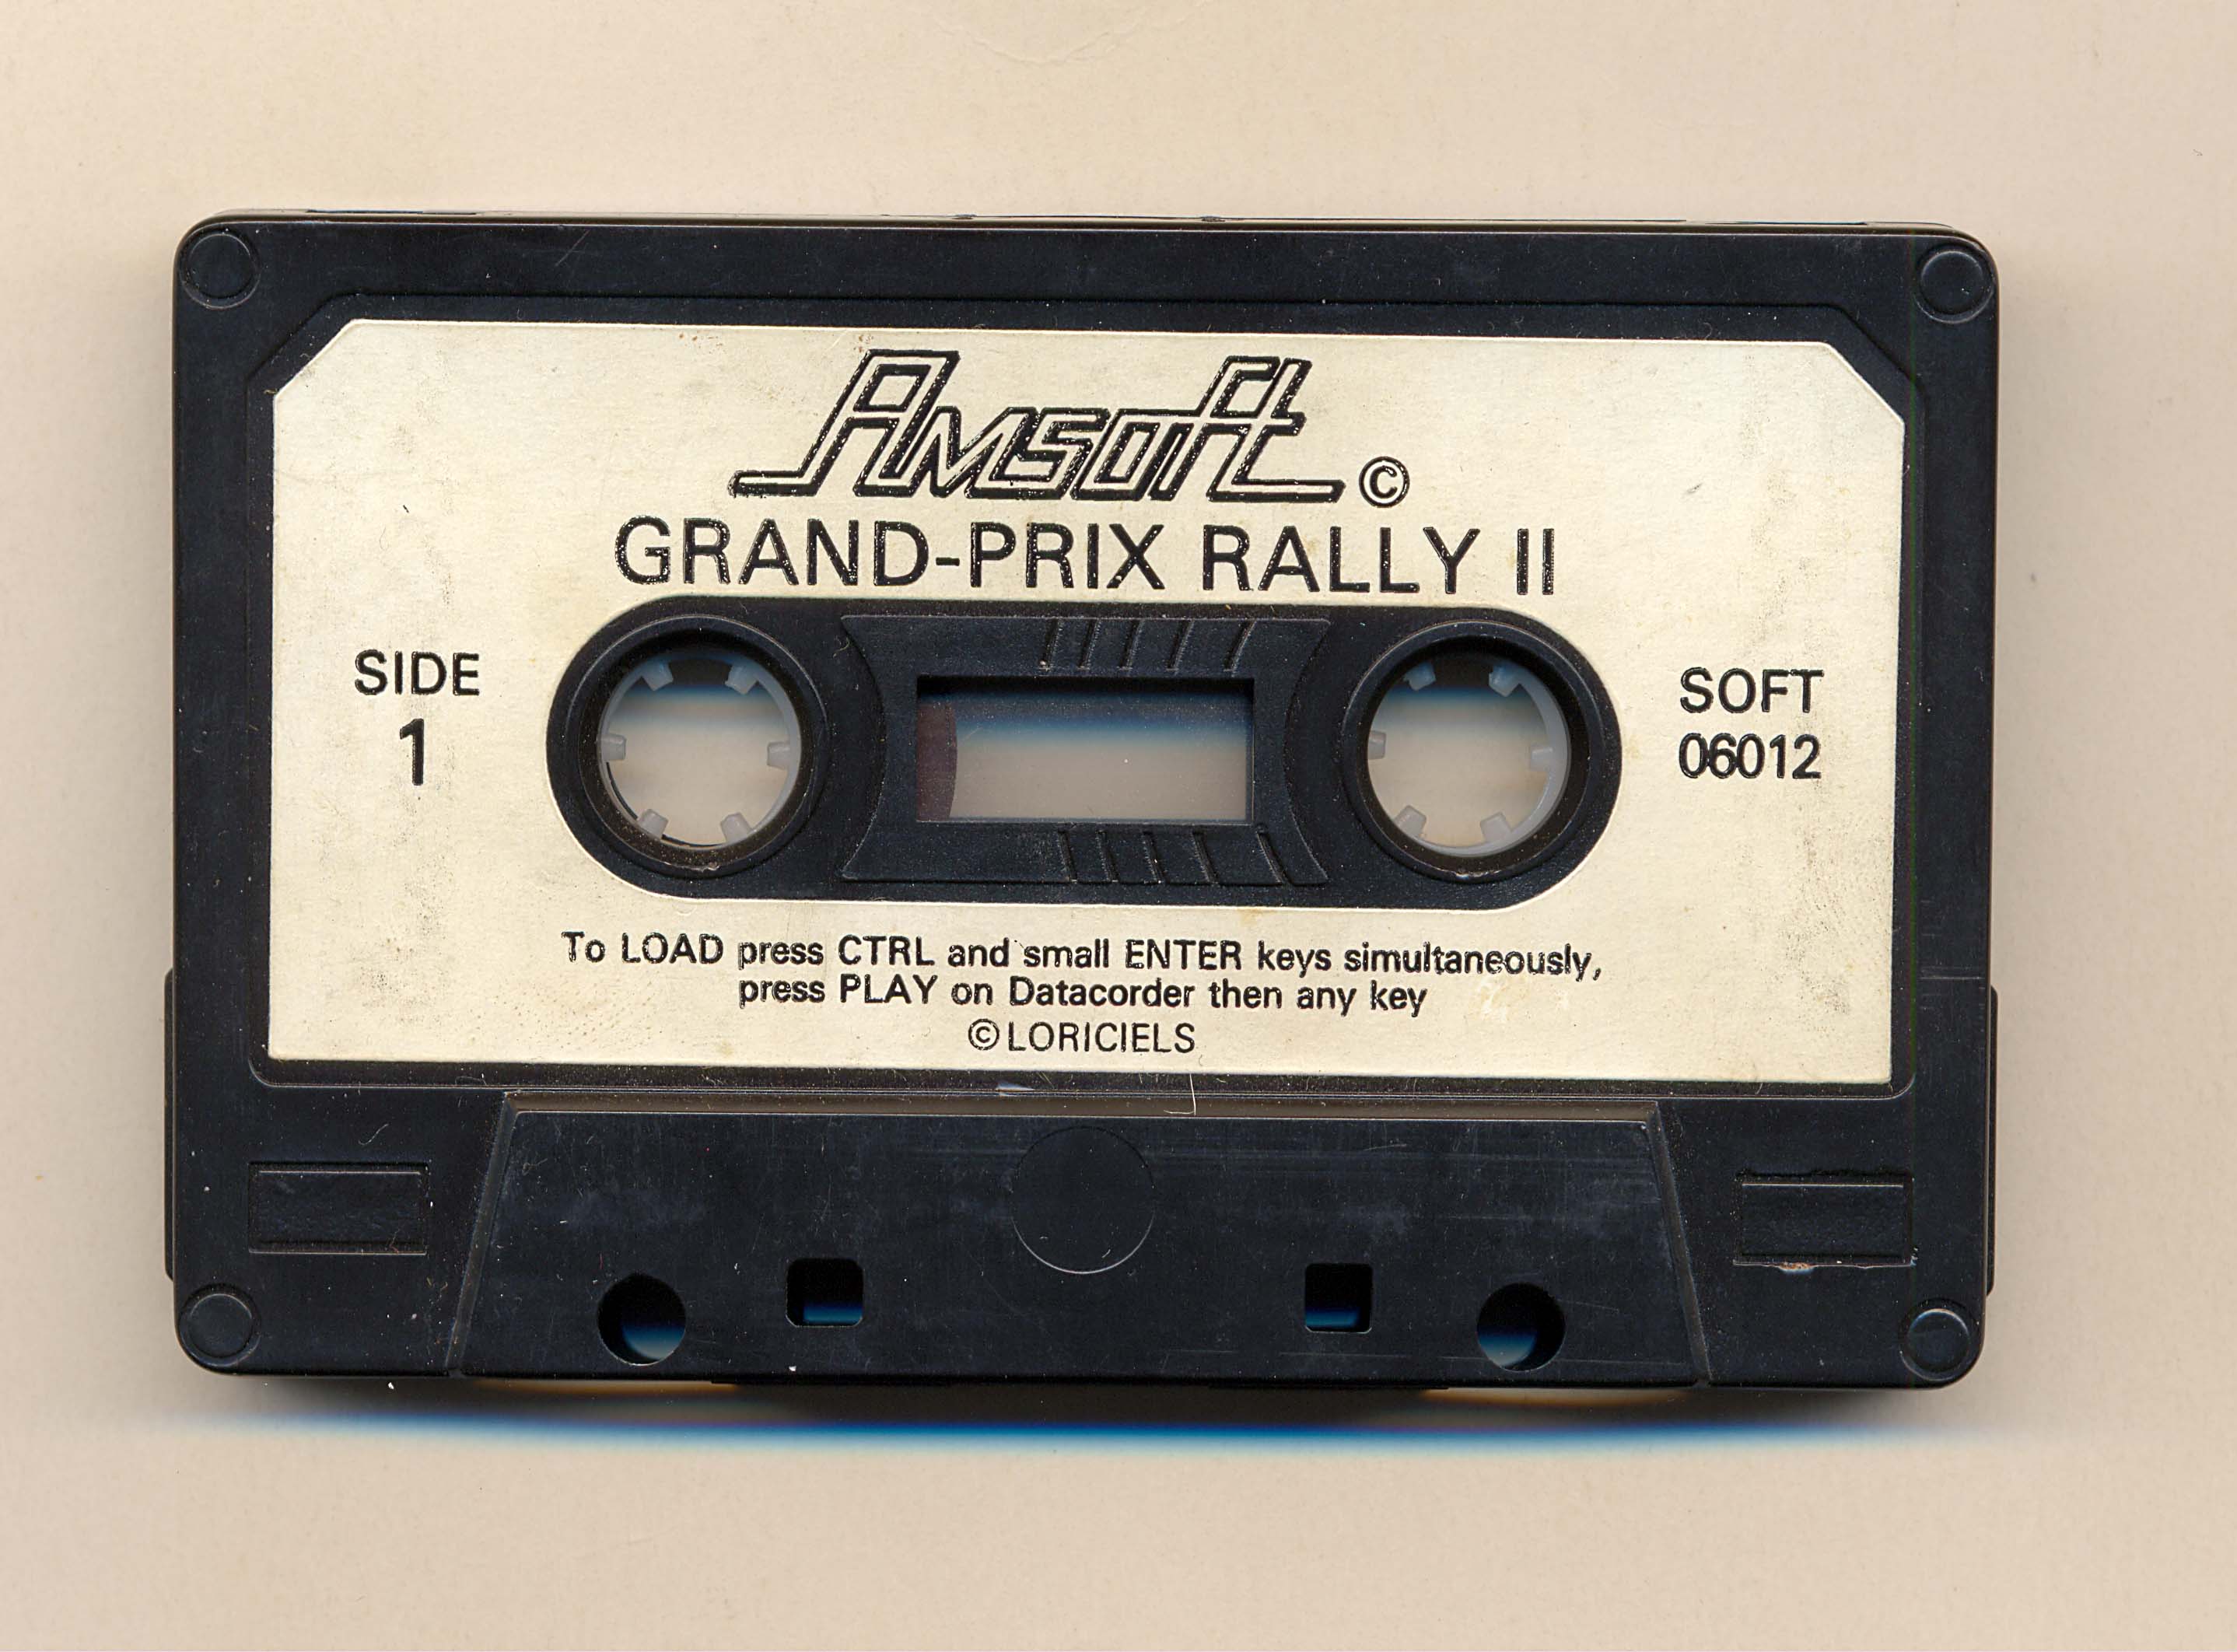 Amsoft ©
GRAND-PRIX RALLY II
SIDE
1
SOFT
06012
To LOAD press CTRL and small ENTER keys simultaneously,
press PLAY on Datacorder then any key
© LORICIELS